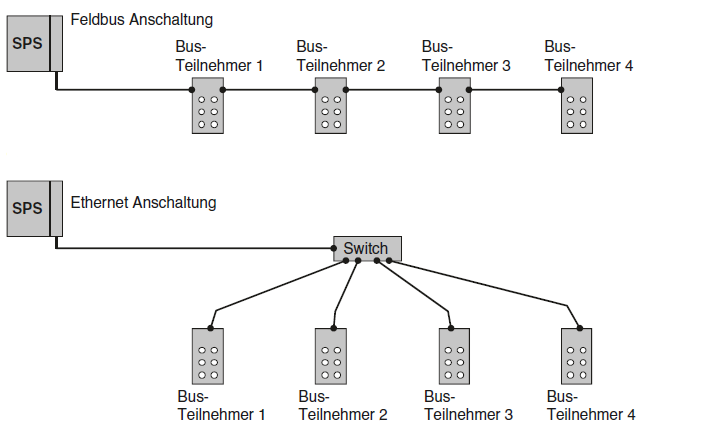 Feldbus Anschaltung
SPS
Bus-
Teilnehmer 1
Bus-
Teilnehmer 2
Bus-
Teilnehmer 3
Bus-
Teilnehmer 4
Ethernet Anschaltung
SPS
Switch
Bus-
Teilnehmer 1
Bus-
Teilnehmer 2
Bus-
Teilnehmer 3
Bus-
Teilnehmer 4